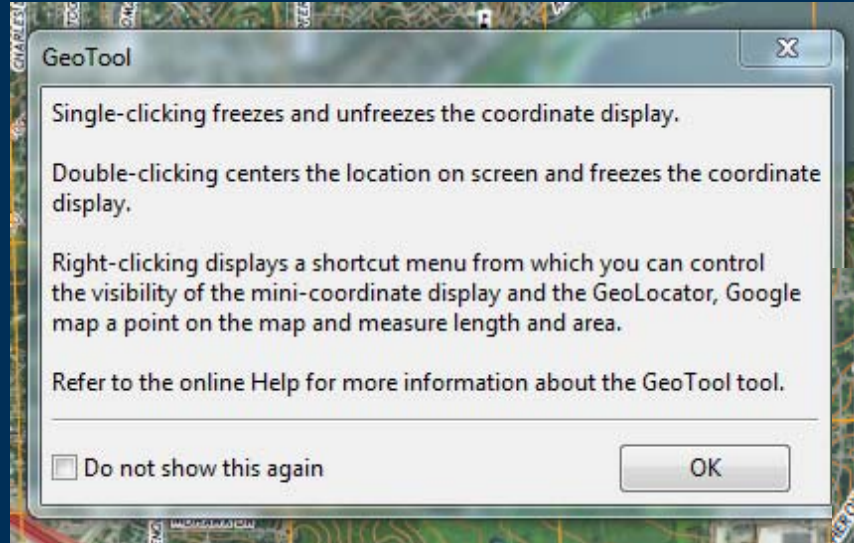 GeoTool
Single-clicking freezes and unfreezes the coordinate display.
Double-clicking centers the location on screen and freezes the coordinate
display.
Right-clicking displays a shortcut menu from which you can control
the visibility of the mini-coordinate display and the GeoLocator, Google
map a point on the map and measure length and area.
Refer to the online Help for more information about the GeoTool tool.
Do not show this again
OK